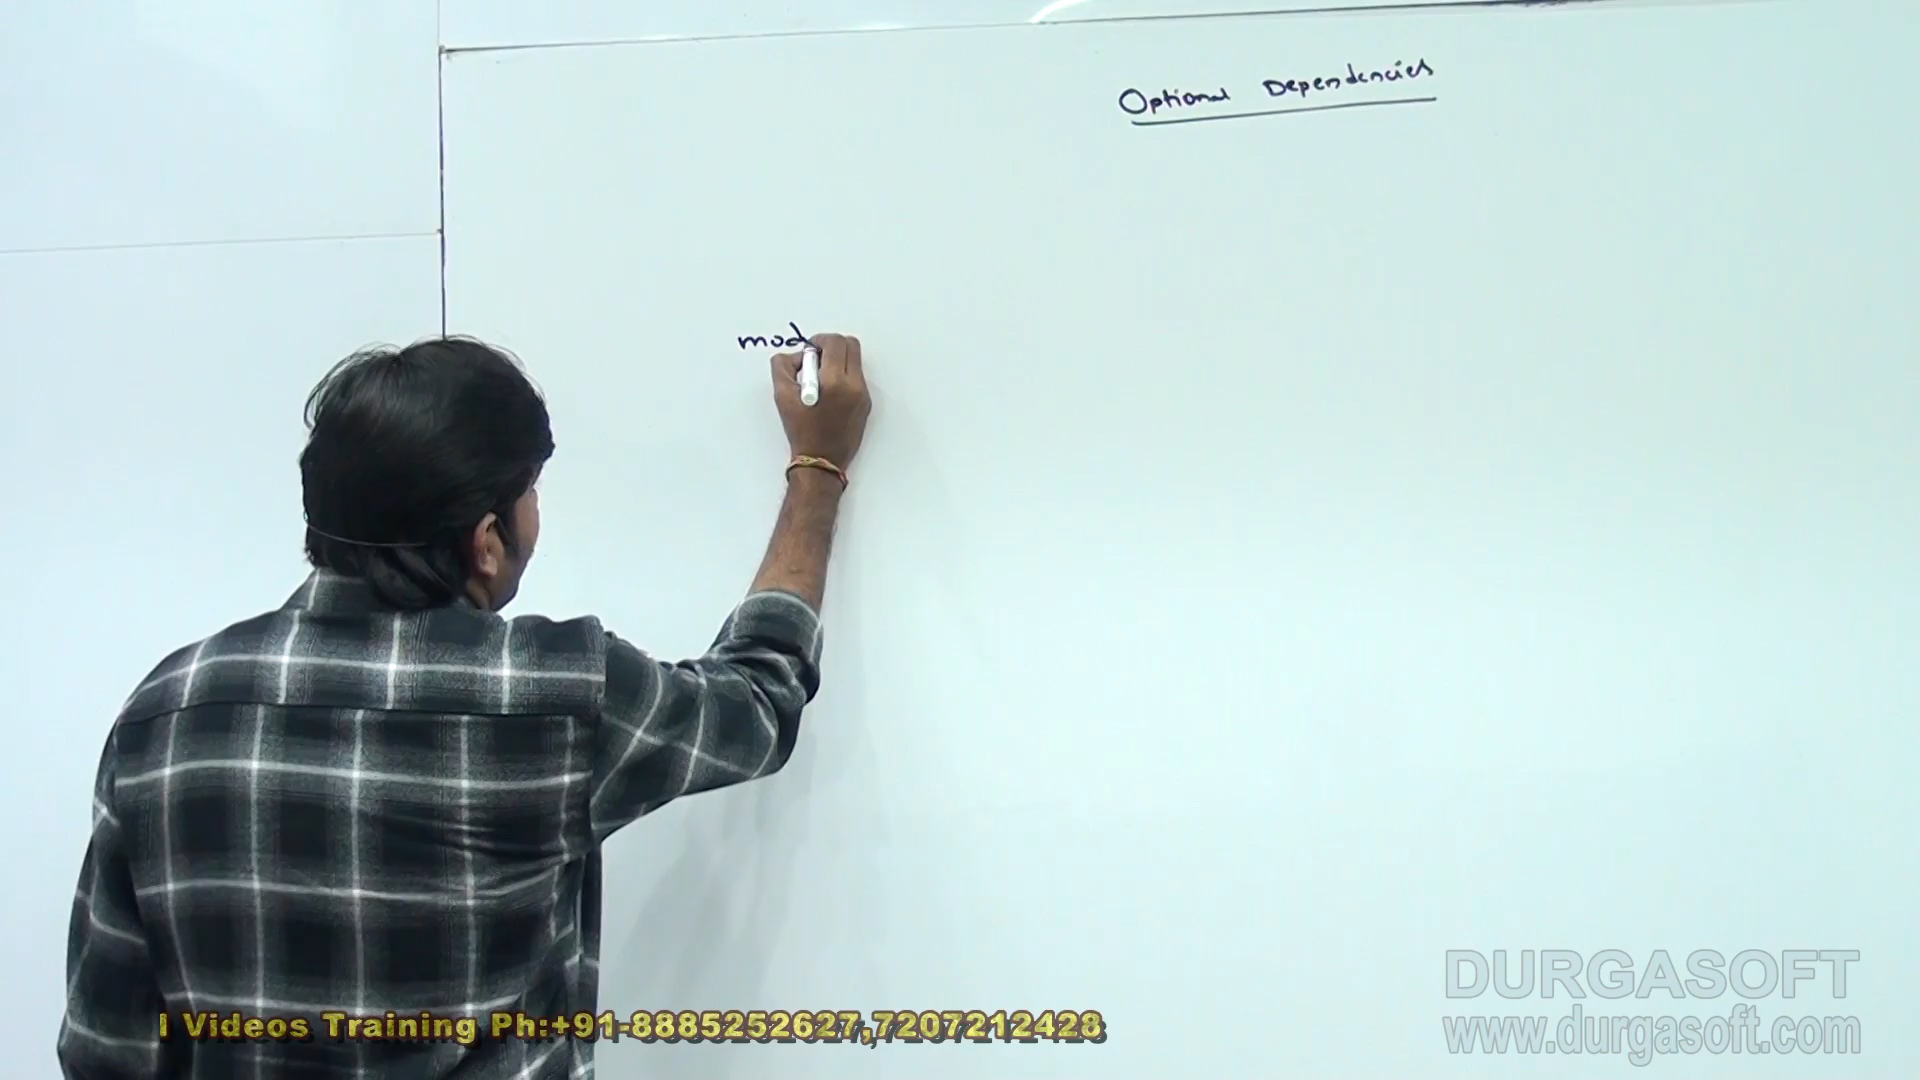 Optional Dependencies
mod
I Videos Training Ph:+91-8885252627,7207212428
DURGASOFT
www.durgasoft.com